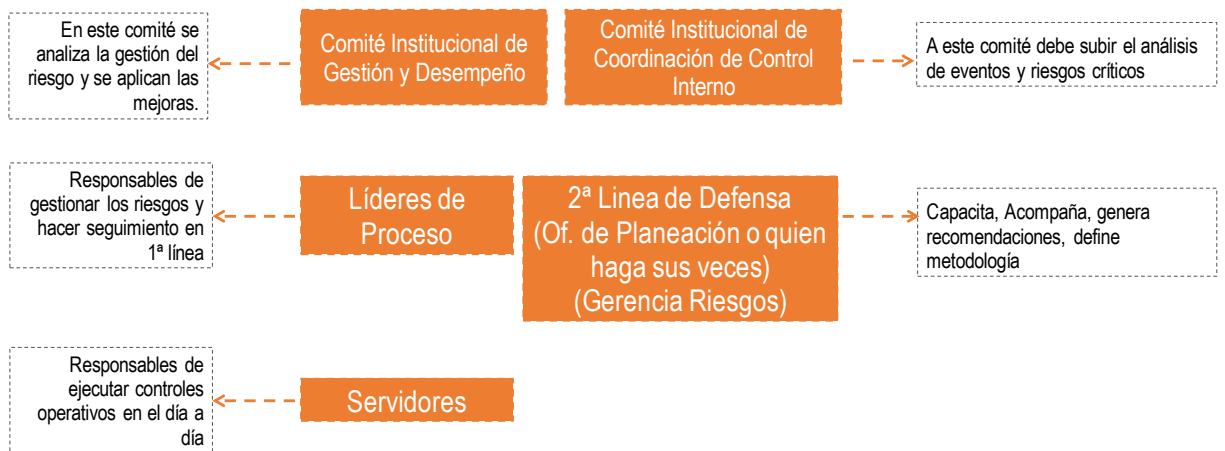 En este comité se
analiza la gestión del
riesgo y se aplican las
mejoras.
Comité Institucional de
Gestión y Desempeño
Comité Institucional de
Coordinación de Control
Interno
A este comité debe subir el análisis
de eventos y riesgos críticos
Responsables de
gestionar los riesgos y
hacer seguimiento en
1ª línea
Líderes de
Proceso
2ª Linea de Defensa
(Of. de Planeación o quien
haga sus veces)
(Gerencia Riesgos)
Capacita, Acompaña, genera
recomendaciones, define
metodología
Responsables de
ejecutar controles
operativos en el día a
día
Servidores